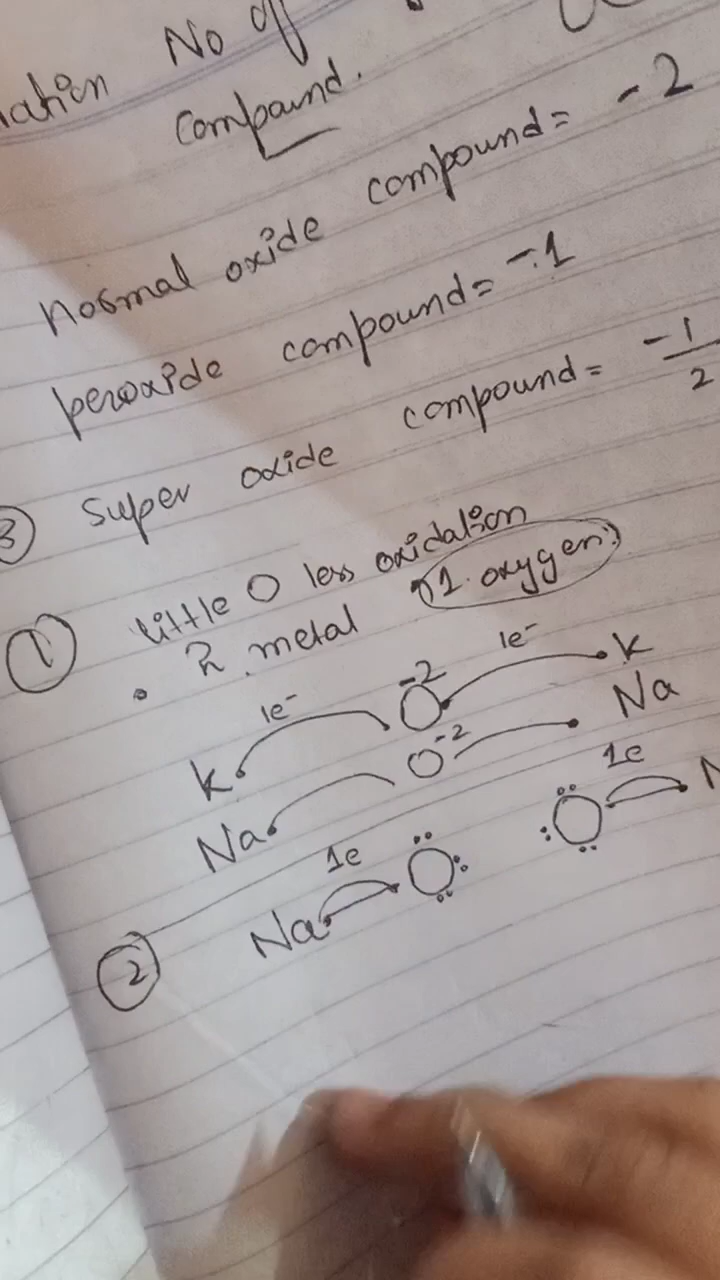 No of
compound.
Normal oxide compound = -2
peroxide compound = -1
③ Super oxide compound = -1/2
① little O less oxidation
• 2 metal 1 oxygen
K 1e⁻ O⁻² 1e⁻ K
Na O⁻² Na
② Na 1e O O 1e N